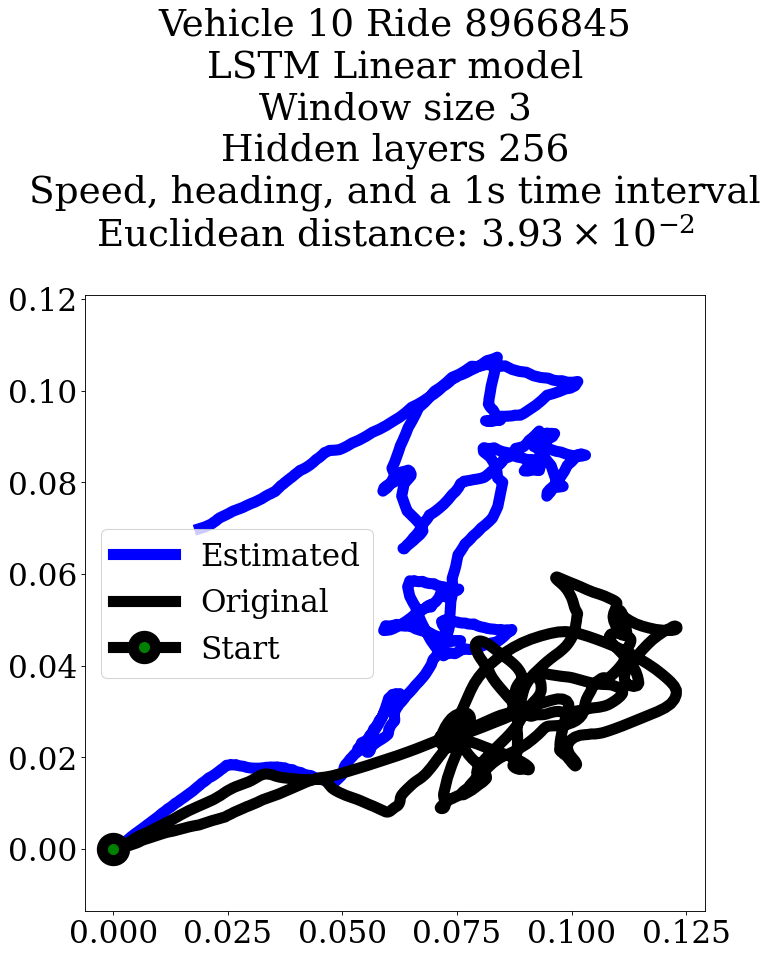 Vehicle 10 Ride 8966845
LSTM Linear model
Window size 3
Hidden layers 256
Speed, heading, and a 1s time interval
Euclidean distance: 3.93 × 10⁻²
0.12
0.10
0.08
0.06
0.04
0.02
0.00
Estimated
Original
Start
0.000 0.025 0.050 0.075 0.100 0.125